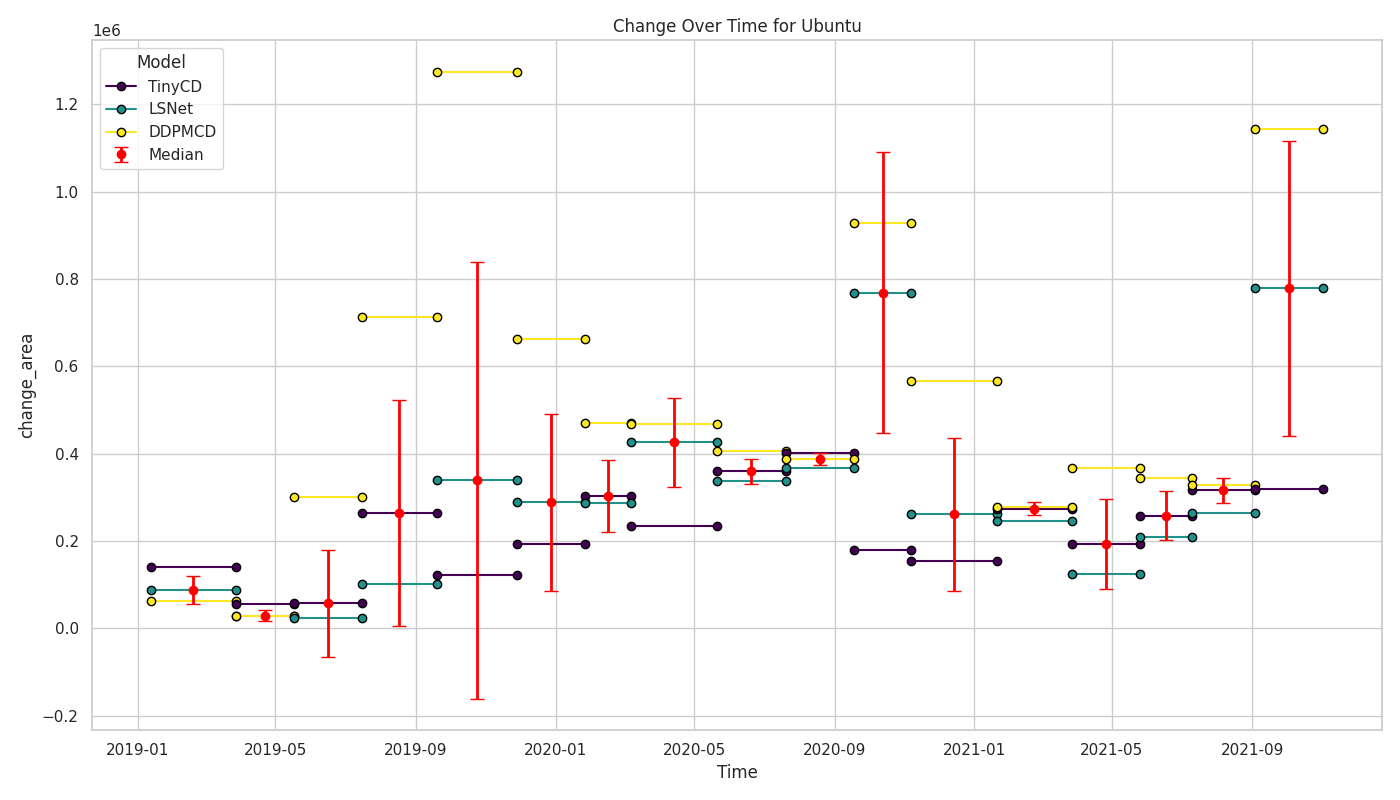 Change Over Time for Ubuntu
1e6
Model
TinyCD
LSNet
DDPMCD
Median
1.2
1.0
0.8
0.6
0.4
0.2
0.0
−0.2
change_area
2019-01 2019-05 2019-09 2020-01 2020-05 2020-09 2021-01 2021-05 2021-09
Time